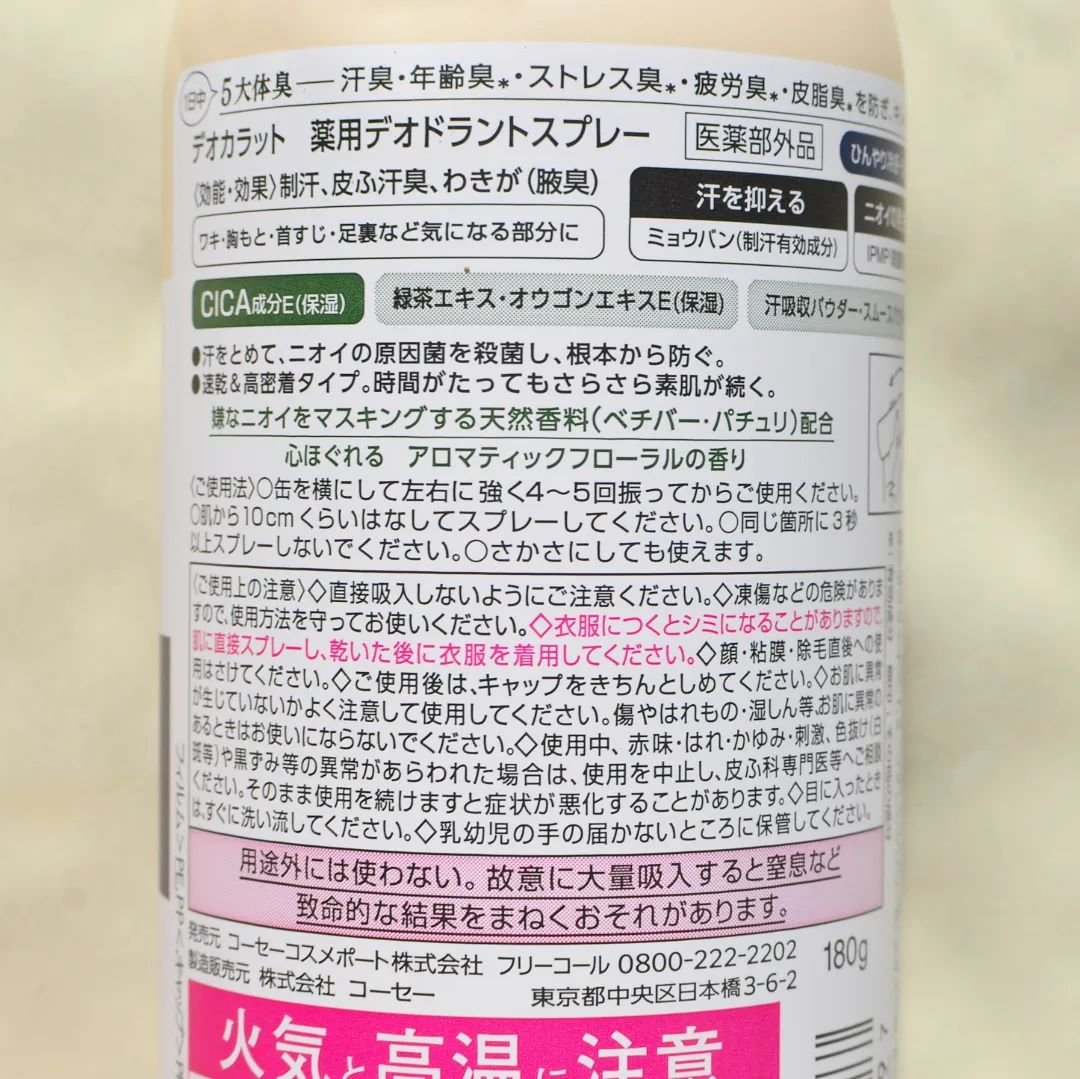 1日中 5大体臭―汗臭・年齢臭*・ストレス臭*・疲労臭*・皮脂臭*を防ぎ、
デオカラット 薬用デオドラントスプレー 医薬部外品 ひんやり
〈効能・効果〉制汗、皮ふ汗臭、わきが(腋臭)
汗を抑える
ミョウバン(制汗有効成分)
ニオイの
IPMP
ワキ・胸もと・首すじ・足裏など気になる部分に
CICA成分E(保湿) 緑茶エキス・オウゴンエキスE(保湿) 汗吸収パウダー・スムース
●汗をとめて、ニオイの原因菌を殺菌し、根本から防ぐ。
●速乾&高密着タイプ。時間がたってもさらさら素肌が続く。
嫌なニオイをマスキングする天然香料(ベチバー・パチュリ)配合
心ほぐれる アロマティックフローラルの香り
〈ご使用法〉○缶を横にして左右に強く4~5回振ってからご使用ください。
○肌から10cmくらいはなしてスプレーしてください。○同じ箇所に3秒
以上スプレーしないでください。○さかさにしても使えます。
〈ご使用上の注意〉◇直接吸入しないようにご注意ください。◇凍傷などの危険がありま
すので、使用方法を守ってお使いください。◇衣服につくとシミになることがありますので、
肌に直接スプレーし、乾いた後に衣服を着用してください。◇顔・粘膜・除毛直後への使
用はさけてください。◇ご使用後は、キャップをきちんとしめてください。◇お肌に異常
が生じていないかよく注意して使用してください。傷やはれもの・湿しん等、お肌に異常の
あるときはお使いにならないでください。◇使用中、赤味・はれ・かゆみ・刺激、色抜け(白
斑等)や黒ずみ等の異常があらわれた場合は、使用を中止し、皮ふ科専門医等へご相談
ください。そのまま使用を続けますと症状が悪化することがあります。◇目に入ったとき
は、すぐに洗い流してください。◇乳幼児の手の届かないところに保管してください。
用途外には使わない。故意に大量吸入すると窒息など
致命的な結果をまねくおそれがあります。
発売元 コーセーコスメポート株式会社 フリーコール 0800-222-2202
製造販売元 株式会社 コーセー 東京都中央区日本橋3-6-2
180g
火気と高温に注意